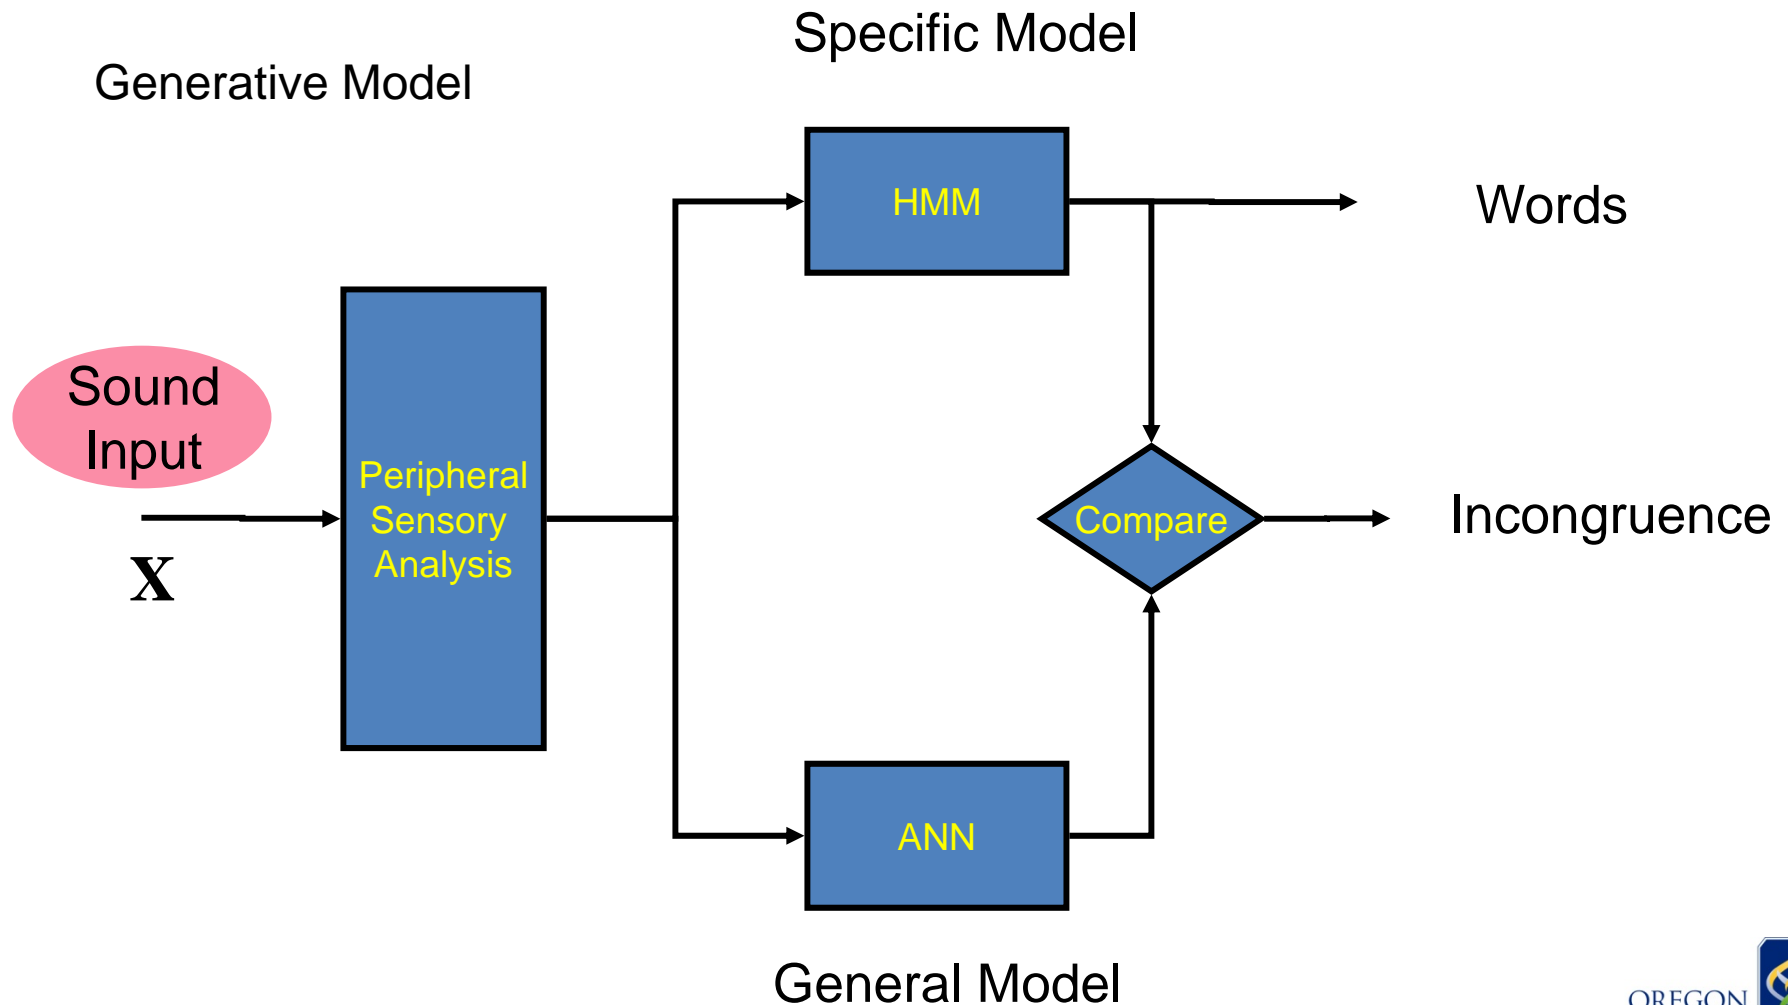 Specific Model
Generative Model
HMM
Words
Sound
Input
x
Peripheral
Sensory
Analysis
Compare
Incongruence
ANN
General Model
OREGON